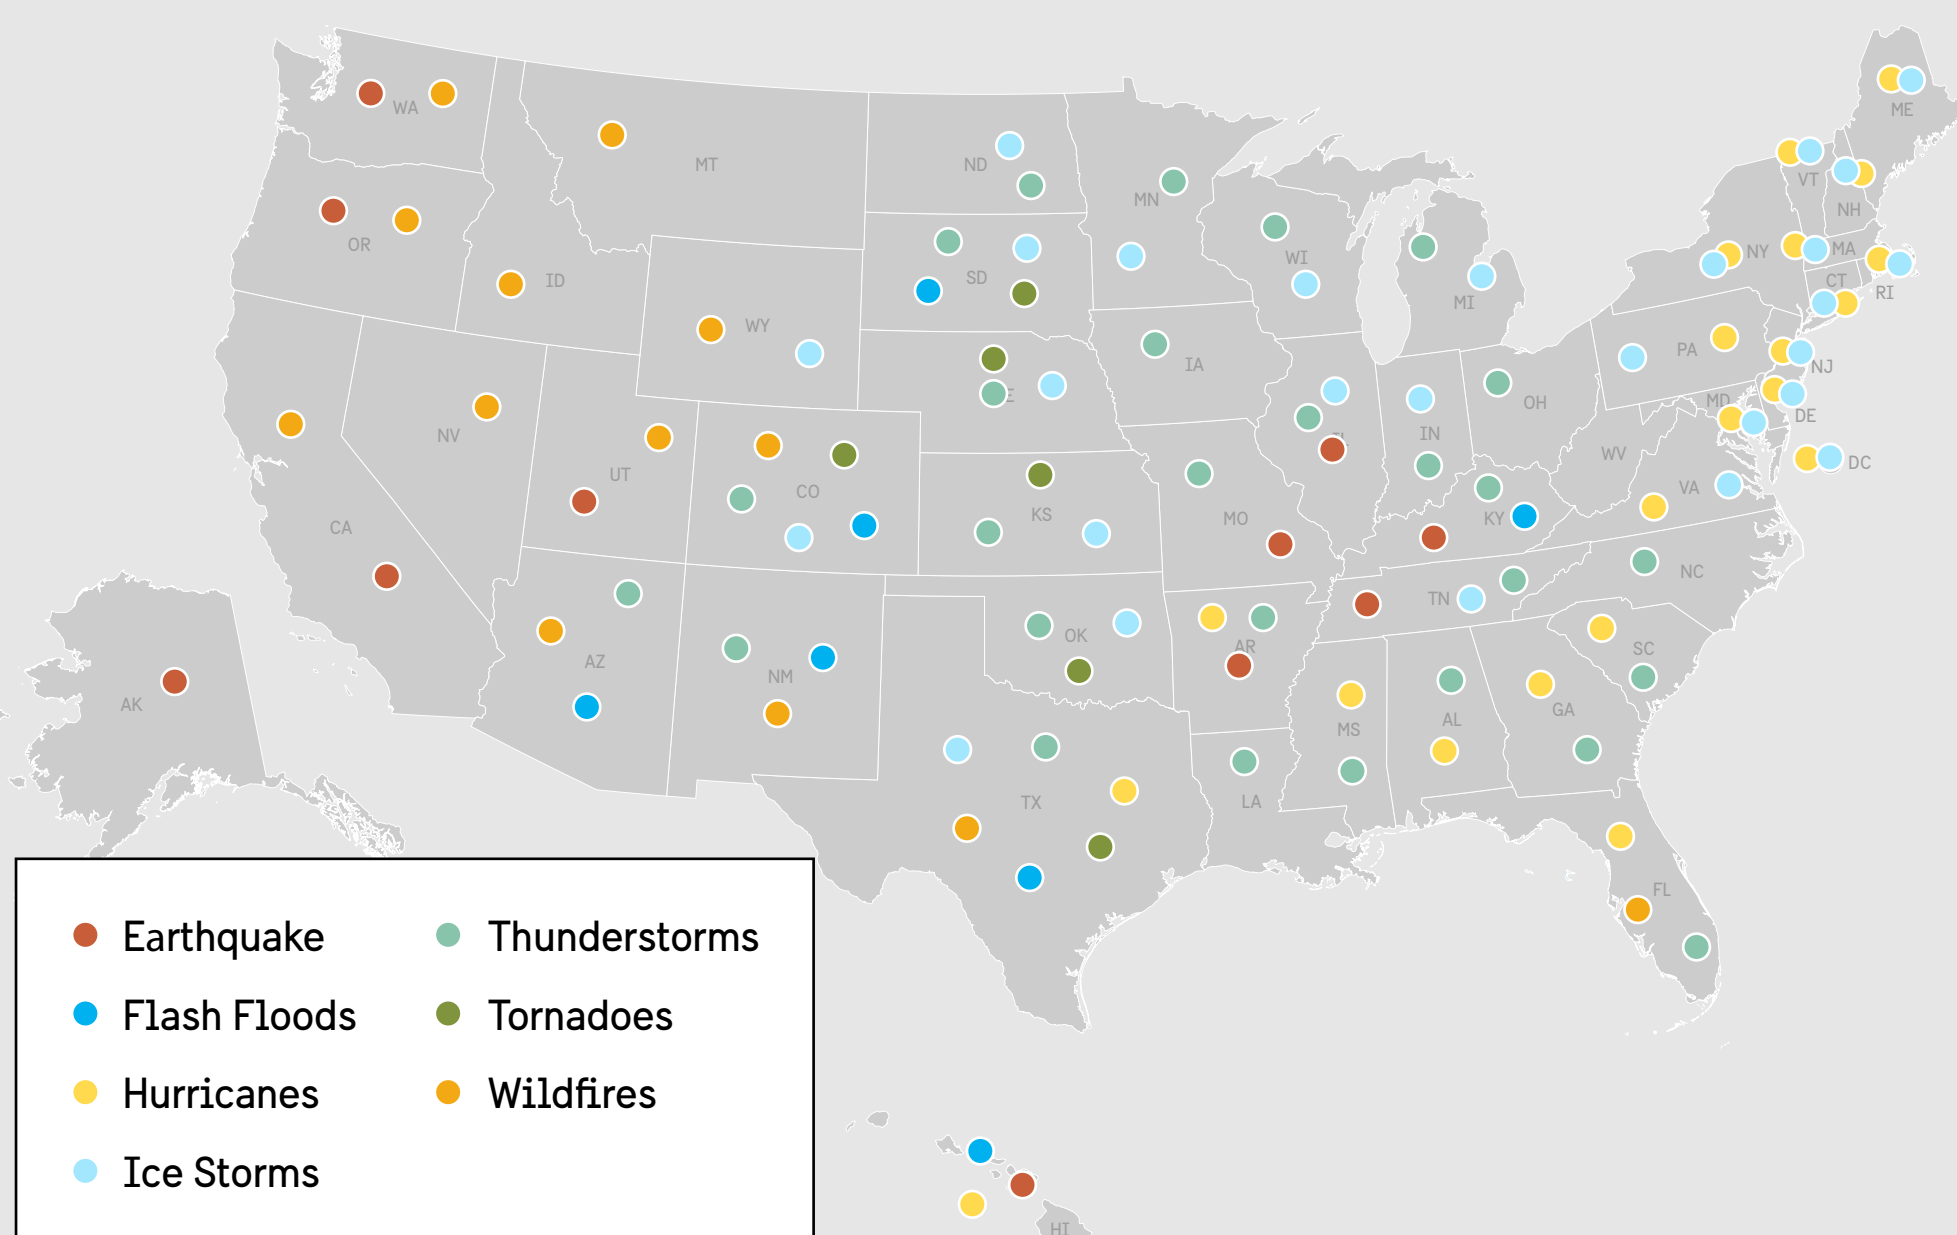 WA
ME
MT
ND
VT
MN
NH
OR
NY
MA
WI
ID
SD
CT
RI
MI
WY
PA
IA
NJ
E
MD
OH
DE
IN
NV
WV
DC
UT
CO
VA
KS
KY
MO
CA
NC
TN
OK
AR
SC
AZ
NM
AK
GA
AL
MS
TX
LA
FL
Earthquake
Thunderstorms
Flash Floods
Tornadoes
Hurricanes
Wildfires
Ice Storms
HI